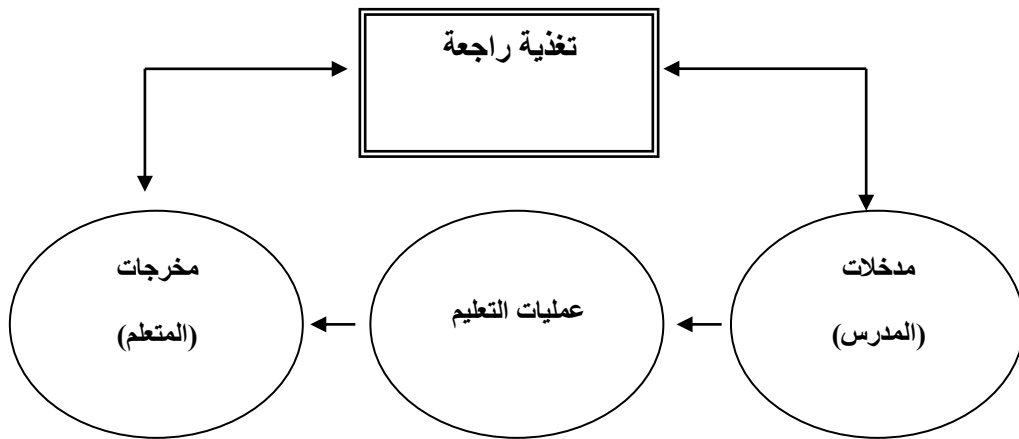 تغذية راجعة
مدخلات
(المدرس)
عمليات التعليم
مخرجات
(المتعلم)